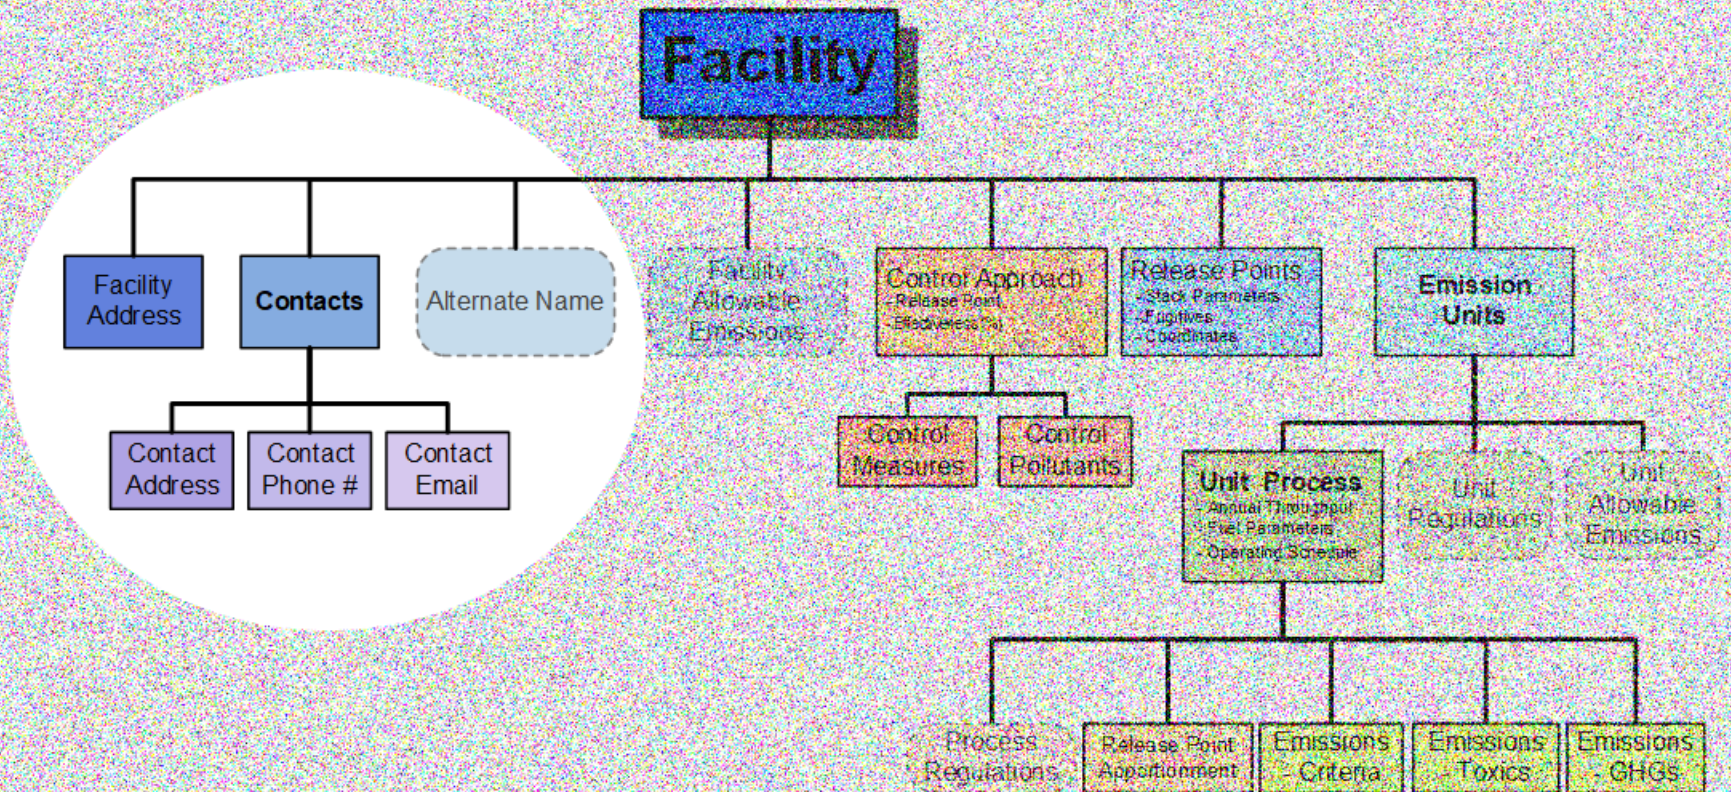 Facility
Facility
Address
Contacts
Alternate Name
Facility
Allowable
Emissions
Control Approach
- Release Point
- Effectiveness (%)
Release Points
- Stack Parameters
- Fugitives
- Coordinates
Emission
Units
Contact
Address
Contact
Phone #
Contact
Email
Control
Measures
Control
Pollutants
Unit Process
- Annual Throughput
- Fuel Parameters
- Operating Schedule
Unit
Regulations
Unit
Allowable
Emissions
Process
Regulations
Release Point
Apportionment
Emissions
- Criteria
Emissions
- Toxics
Emissions
- GHGs